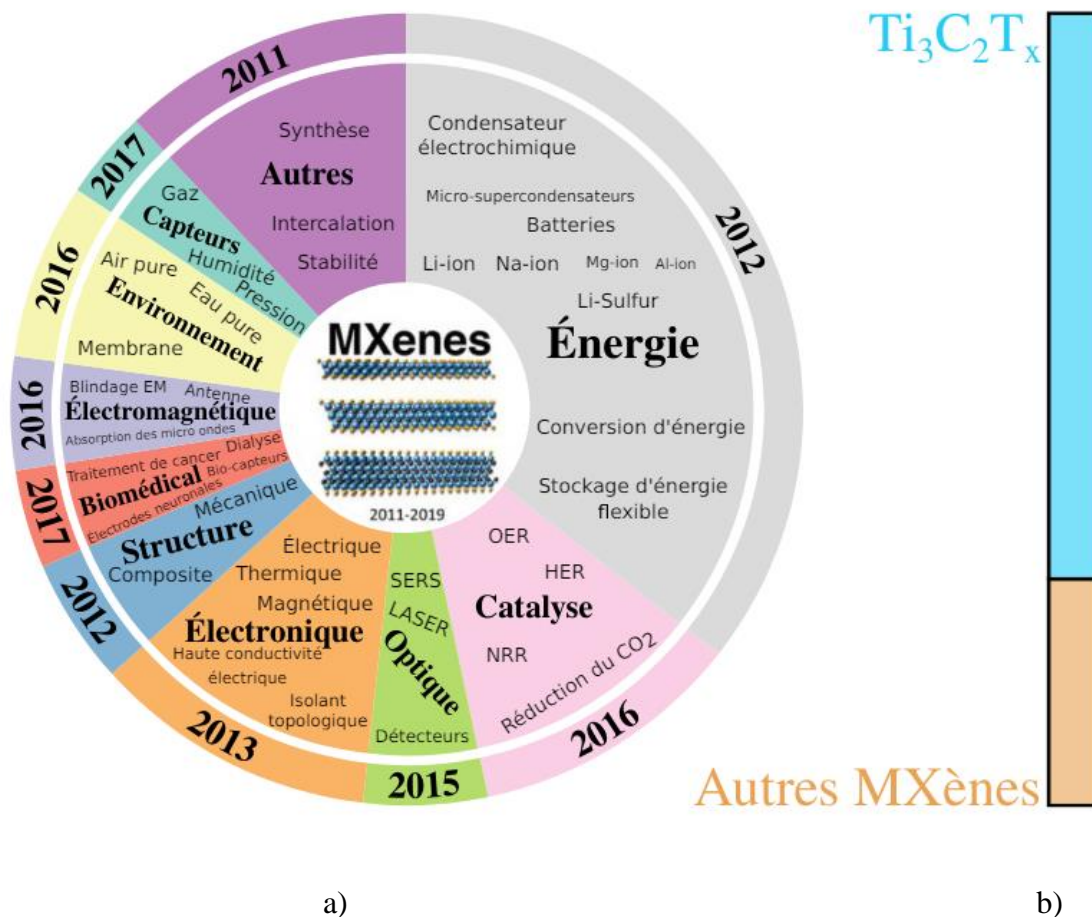 2011
Synthèse
Autres
Intercalation
Stabilité
2012
Condensateur
électrochimique
Micro-supercondensateurs
Batteries
Li-ion
Na-ion
Mg-ion
Al-ion
Li-Sulfur
Énergie
Conversion d'énergie
Stockage d'énergie
flexible
2016
OER
HER
Catalyse
NRR
Réduction du CO2
2015
SERS
LASER
Optique
Détecteurs
2013
Électrique
Thermique
Magnétique
Électronique
Haute conductivité
électrique
Isolant
topologique
2012
Mécanique
Structure
Composite
2017
Traitement de cancer
Dialyse
Biomédical
Bio-capteurs
Électrodes neuronales
2016
Blindage EM
Antenne
Électromagnétique
Absorption des micro ondes
2016
Air pure
Eau pure
Environnement
Membrane
2017
Gaz
Capteurs
Humidité
Pression
MXenes
2011-2019
a)
Ti3C2Tx
Autres MXènes
b)